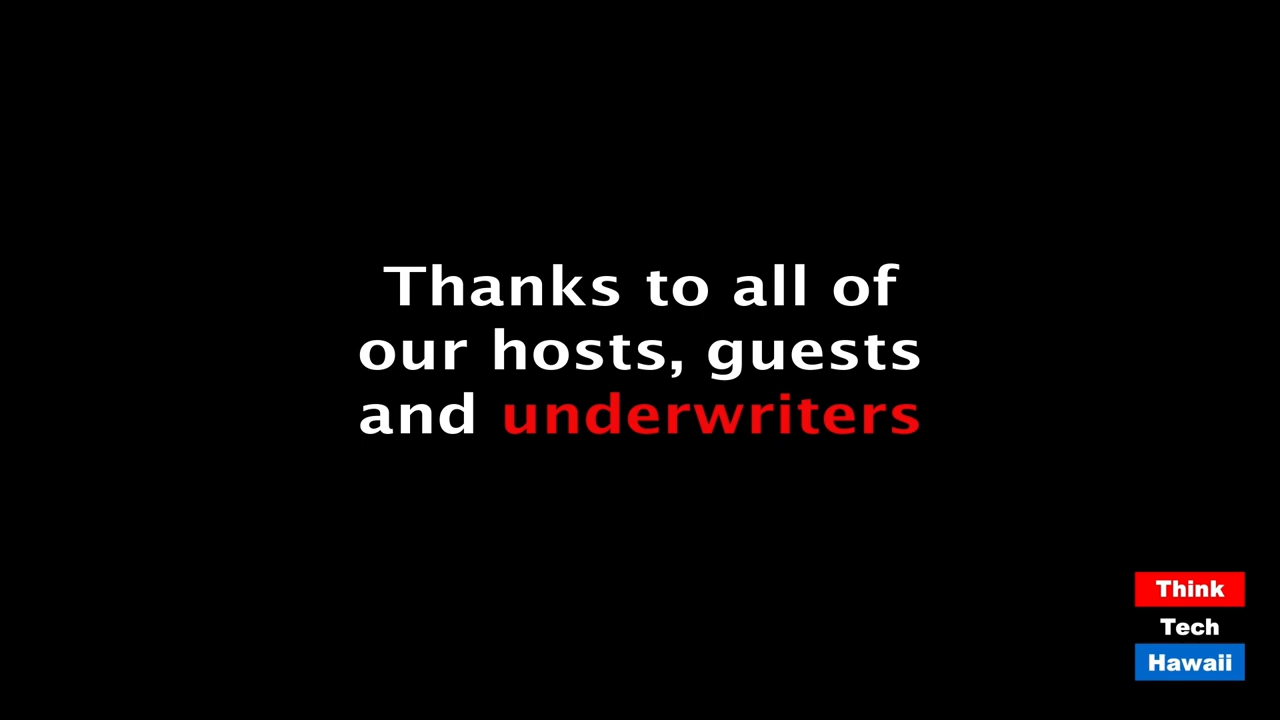 Thanks to all of
our hosts, guests
and underwriters
Think
Tech
Hawaii